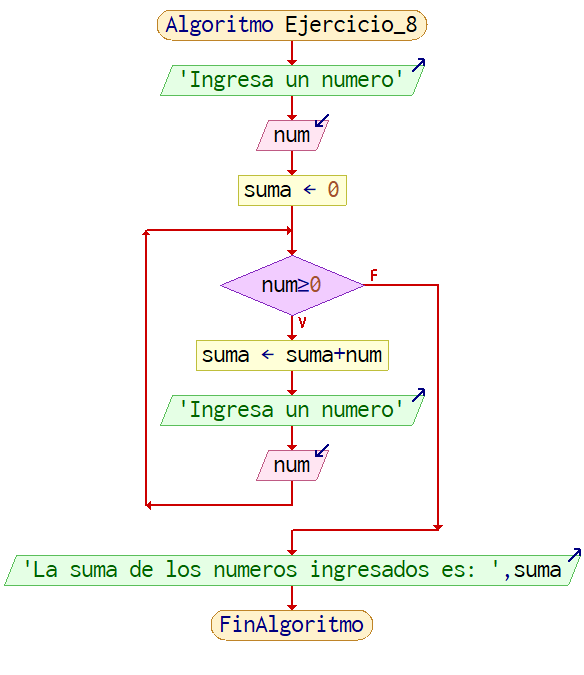 Algoritmo Ejercicio_8
'Ingresa un numero'
num
suma ← 0
num≥0
F
V
suma ← suma+num
'Ingresa un numero'
num
'La suma de los numeros ingresados es: ',suma
FinAlgoritmo